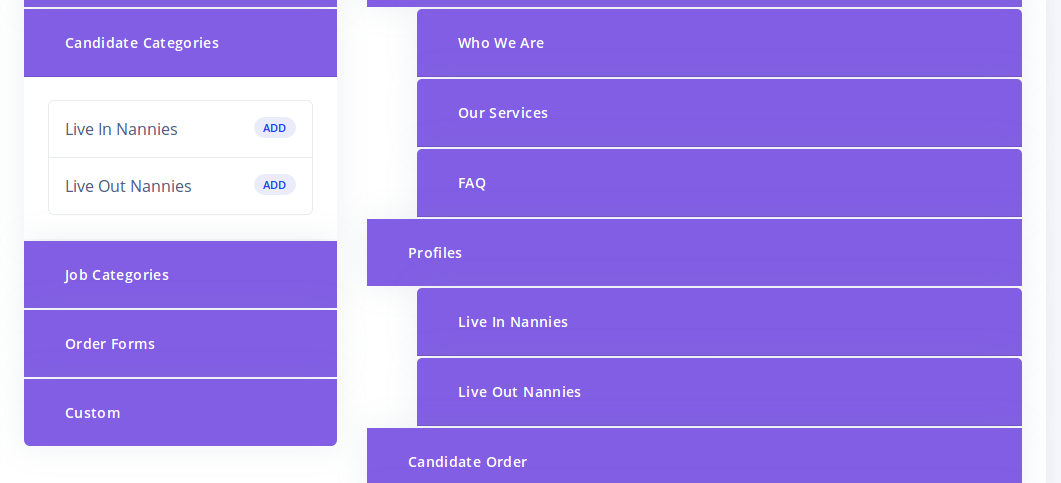 Candidate Categories
Live In Nannies
ADD
Live Out Nannies
ADD
Job Categories
Order Forms
Custom
Who We Are
Our Services
FAQ
Profiles
Live In Nannies
Live Out Nannies
Candidate Order